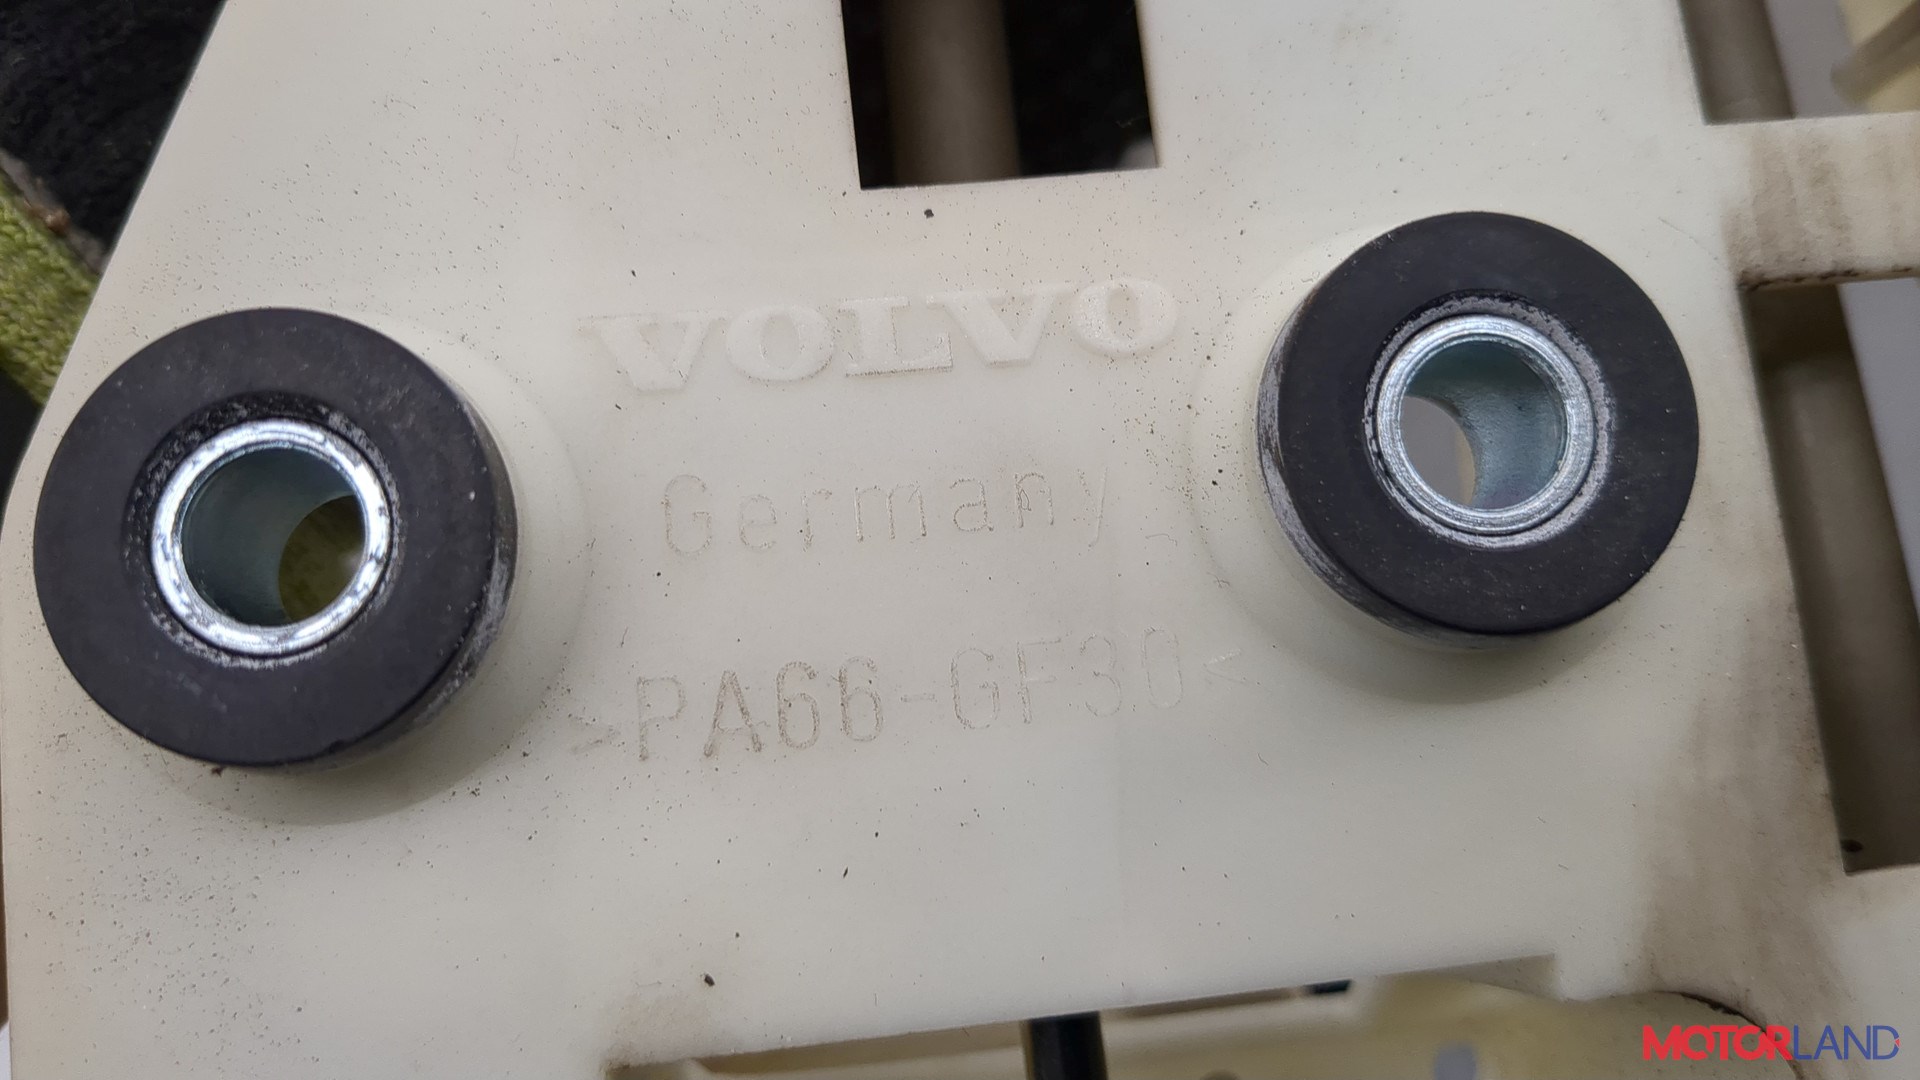 VOLVO
Germany
>PA66-GF30<
MOTORLAND